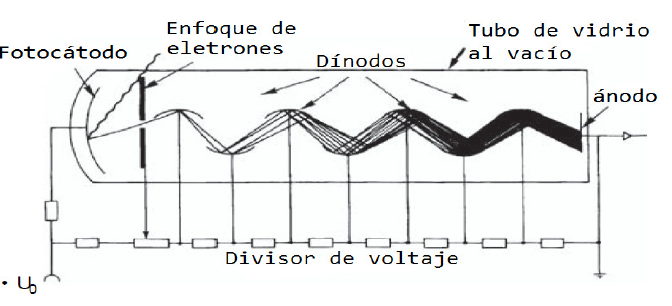 Enfoque de
eletrones
Fotocátodo
Dínodos
Tubo de vidrio
al vacío
ánodo
Divisor de voltaje
· U₀